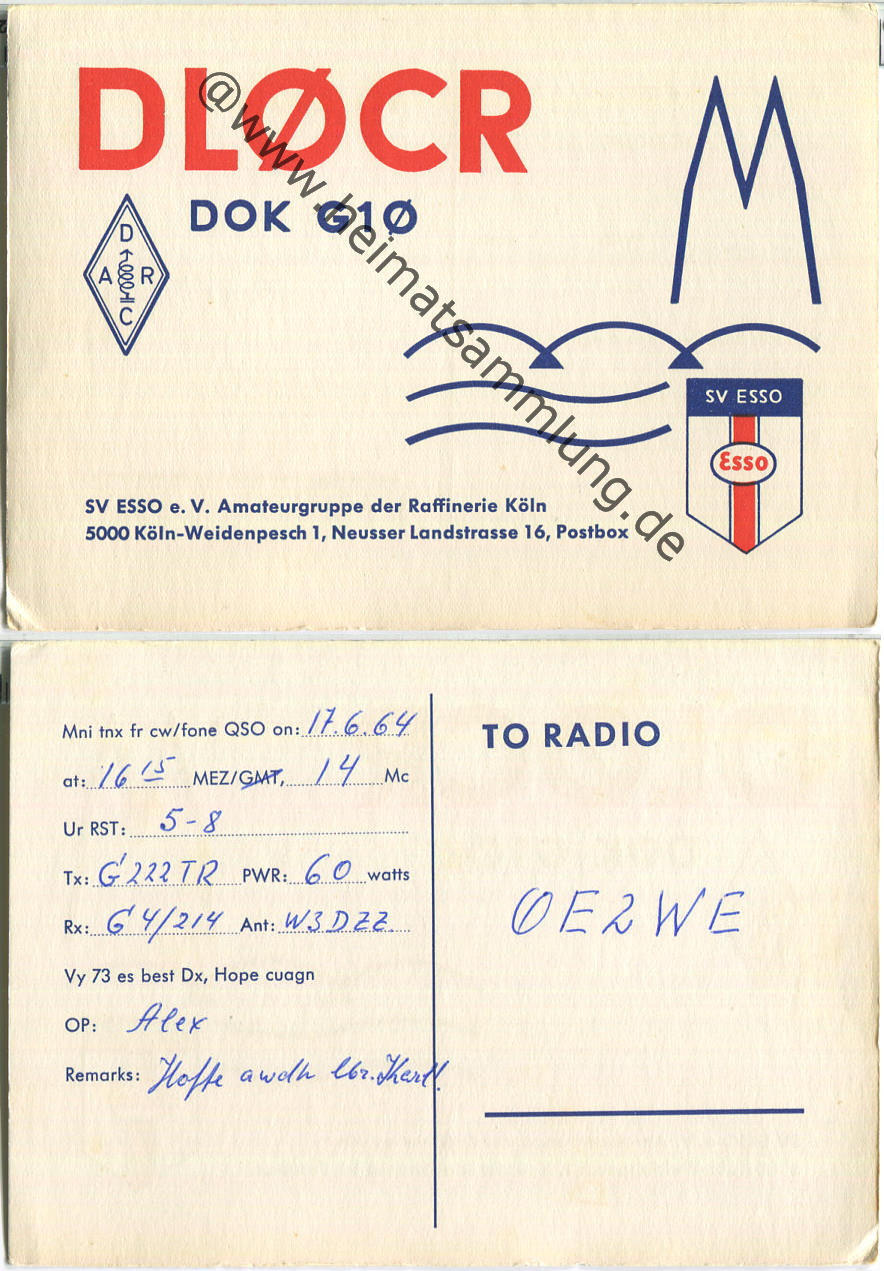 DLØCR
DOK G1Ø
D
A R
C
SV ESSO
Esso
SV ESSO e. V. Amateurgruppe der Raffinerie Köln
5000 Köln-Weidenpesch 1, Neusser Landstrasse 16, Postbox
@www.heimatsammlung.de
Mni tnx fr cw/fone QSO on: 17.6.64
at: 16 15 MEZ/GMT, 14 Mc
Ur RST: 5-8
Tx: G'222TR PWR: 60 watts
Rx: G'4/214 Ant: W3DZZ
Vy 73 es best Dx, Hope cuagn
OP: Alex
Remarks: Hoffe awdh lbr. Karl!
TO RADIO
OE2WE